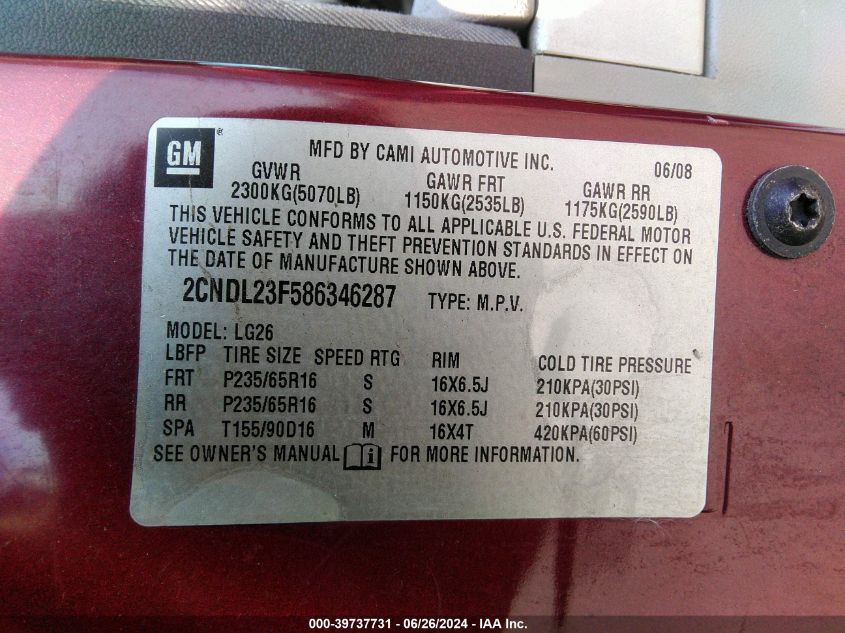 GM ® MFD BY CAMI AUTOMOTIVE INC. 06/08
GVWR GAWR FRT GAWR RR
2300KG(5070LB) 1150KG(2535LB) 1175KG(2590LB)
THIS VEHICLE CONFORMS TO ALL APPLICABLE U.S. FEDERAL MOTOR
VEHICLE SAFETY AND THEFT PREVENTION STANDARDS IN EFFECT ON
THE DATE OF MANUFACTURE SHOWN ABOVE.
2CNDL23F586346287 TYPE: M.P.V.
MODEL: LG26
LBFP TIRE SIZE SPEED RTG RIM COLD TIRE PRESSURE
FRT P235/65R16 S 16X6.5J 210KPA(30PSI)
RR P235/65R16 S 16X6.5J 210KPA(30PSI)
SPA T155/90D16 M 16X4T 420KPA(60PSI)
SEE OWNER'S MANUAL i FOR MORE INFORMATION.
000-39737731 - 06/26/2024 - IAA Inc.